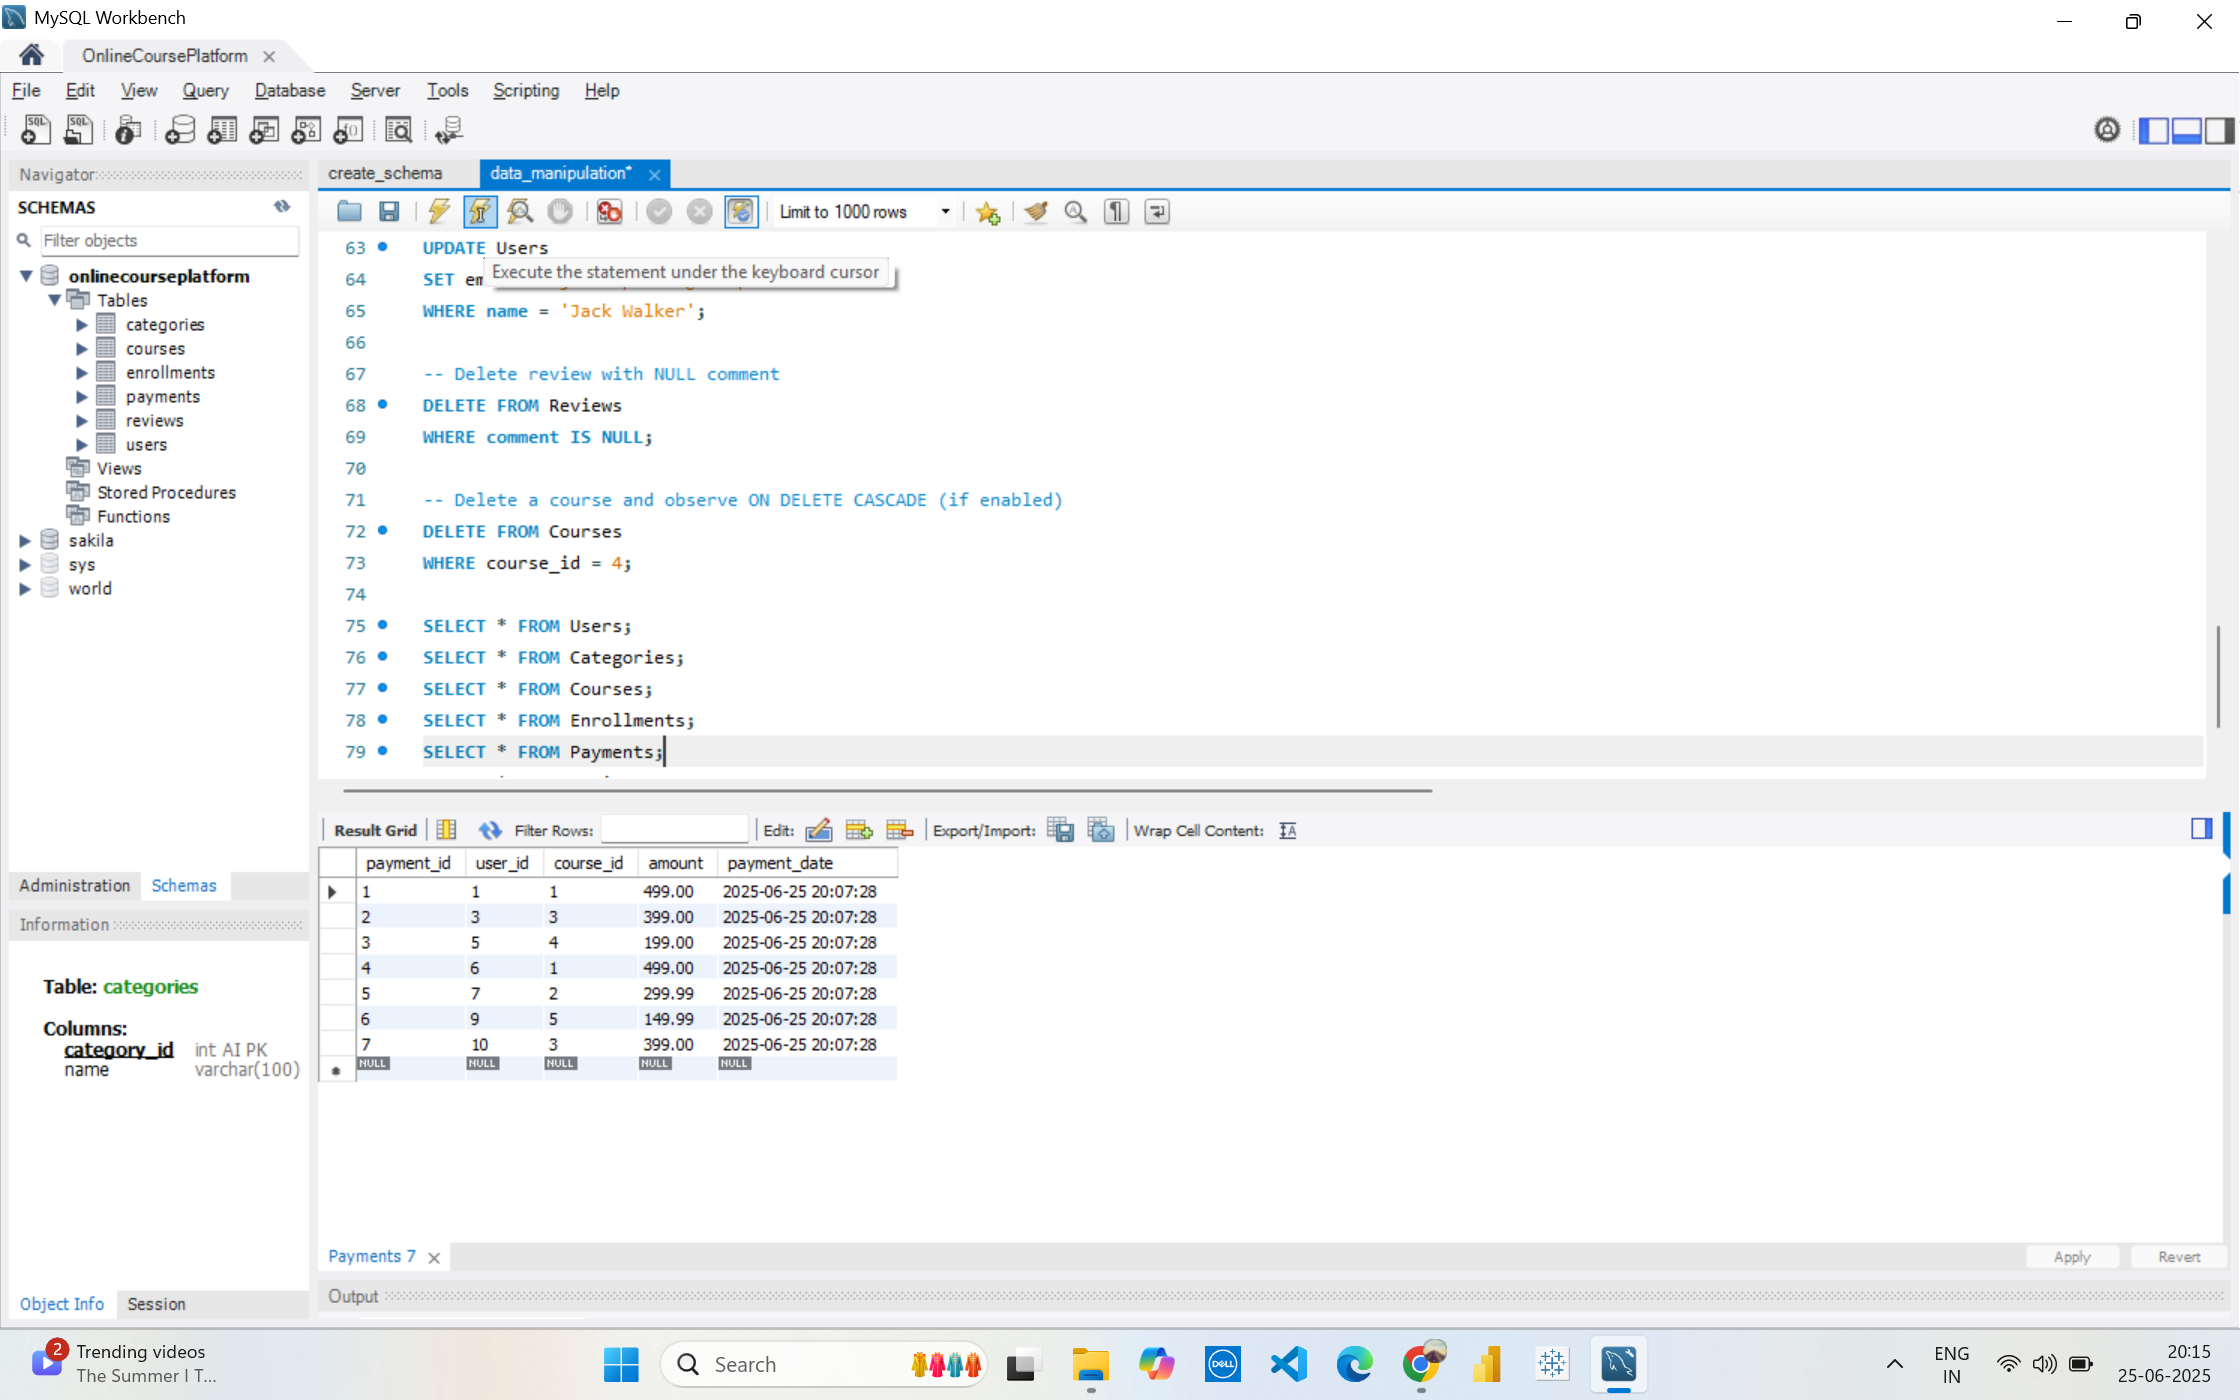 MySQL Workbench
OnlineCoursePlatform
File Edit View Query Database Server Tools Scripting Help
Navigator
SCHEMAS
Filter objects
onlinecourseplatform
Tables
categories
courses
enrollments
payments
reviews
users
Views
Stored Procedures
Functions
sakila
sys
world
Administration Schemas
Information
Table: categories
Columns:
category_id int AI PK
name varchar(100)
Object Info Session
create_schema data_manipulation*
Limit to 1000 rows
63 UPDATE Users
Execute the statement under the keyboard cursor
64 SET em
65 WHERE name = 'Jack Walker';
66
67 -- Delete review with NULL comment
68 DELETE FROM Reviews
69 WHERE comment IS NULL;
70
71 -- Delete a course and observe ON DELETE CASCADE (if enabled)
72 DELETE FROM Courses
73 WHERE course_id = 4;
74
75 SELECT * FROM Users;
76 SELECT * FROM Categories;
77 SELECT * FROM Courses;
78 SELECT * FROM Enrollments;
79 SELECT * FROM Payments;
Result Grid Filter Rows: Edit: Export/Import: Wrap Cell Content:
payment_id user_id course_id amount payment_date
1 1 1 499.00 2025-06-25 20:07:28
2 3 3 399.00 2025-06-25 20:07:28
3 5 4 199.00 2025-06-25 20:07:28
4 6 1 499.00 2025-06-25 20:07:28
5 7 2 299.99 2025-06-25 20:07:28
6 9 5 149.99 2025-06-25 20:07:28
7 10 3 399.00 2025-06-25 20:07:28
NULL NULL NULL NULL NULL
Payments 7
Apply Revert
Output
2
Trending videos
The Summer I T...
Search
DELL
ENG
IN
20:15
25-06-2025